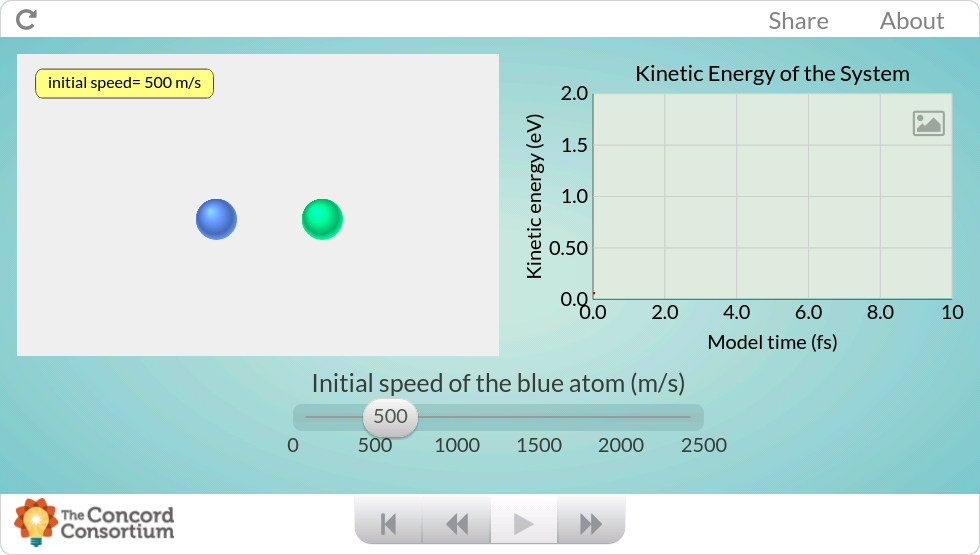 Share About
initial speed= 500 m/s
Kinetic Energy of the System
Kinetic energy (eV)
2.0
1.5
1.0
0.50
0.0
0.0 2.0 4.0 6.0 8.0 10
Model time (fs)
Initial speed of the blue atom (m/s)
500
0 500 1000 1500 2000 2500
The Concord
Consortium